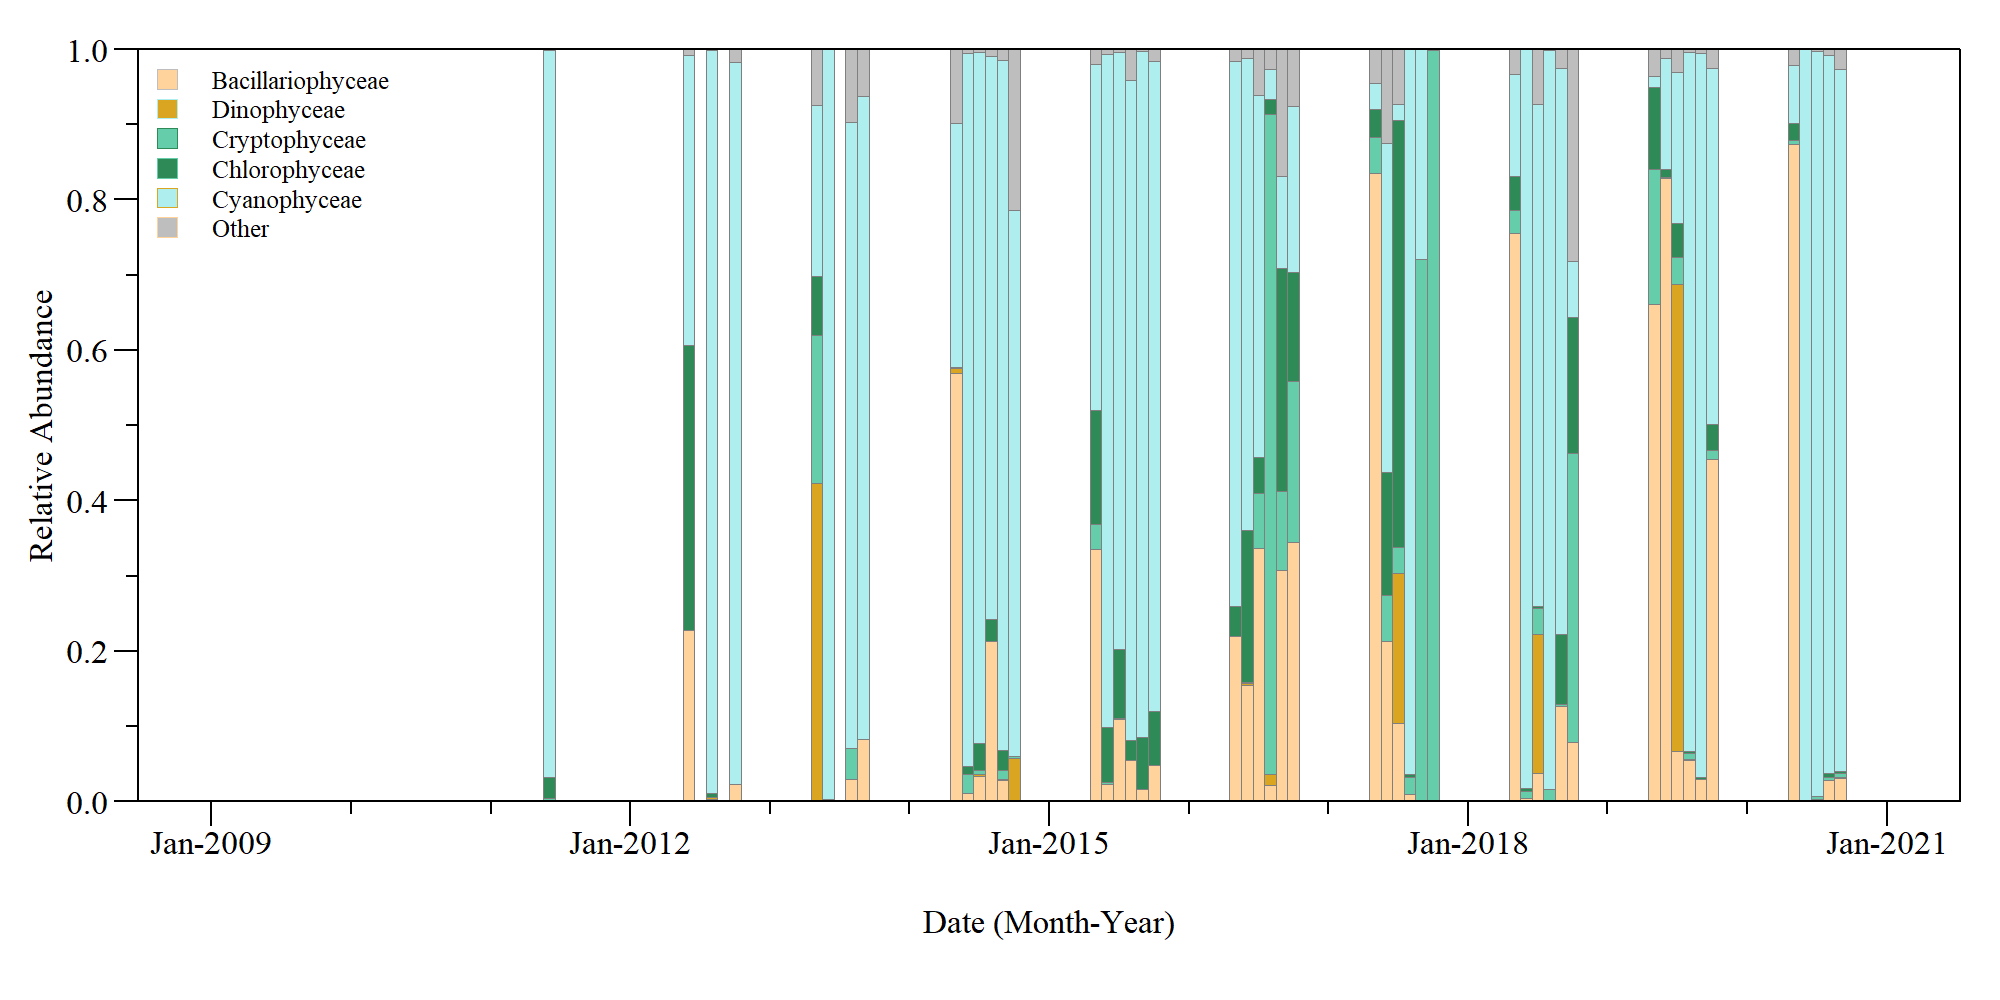 1.0
0.8
0.6
0.4
0.2
0.0
Relative Abundance
Bacillariophyceae
Dinophyceae
Cryptophyceae
Chlorophyceae
Cyanophyceae
Other
Jan-2009
Jan-2012
Jan-2015
Jan-2018
Jan-2021
Date (Month-Year)